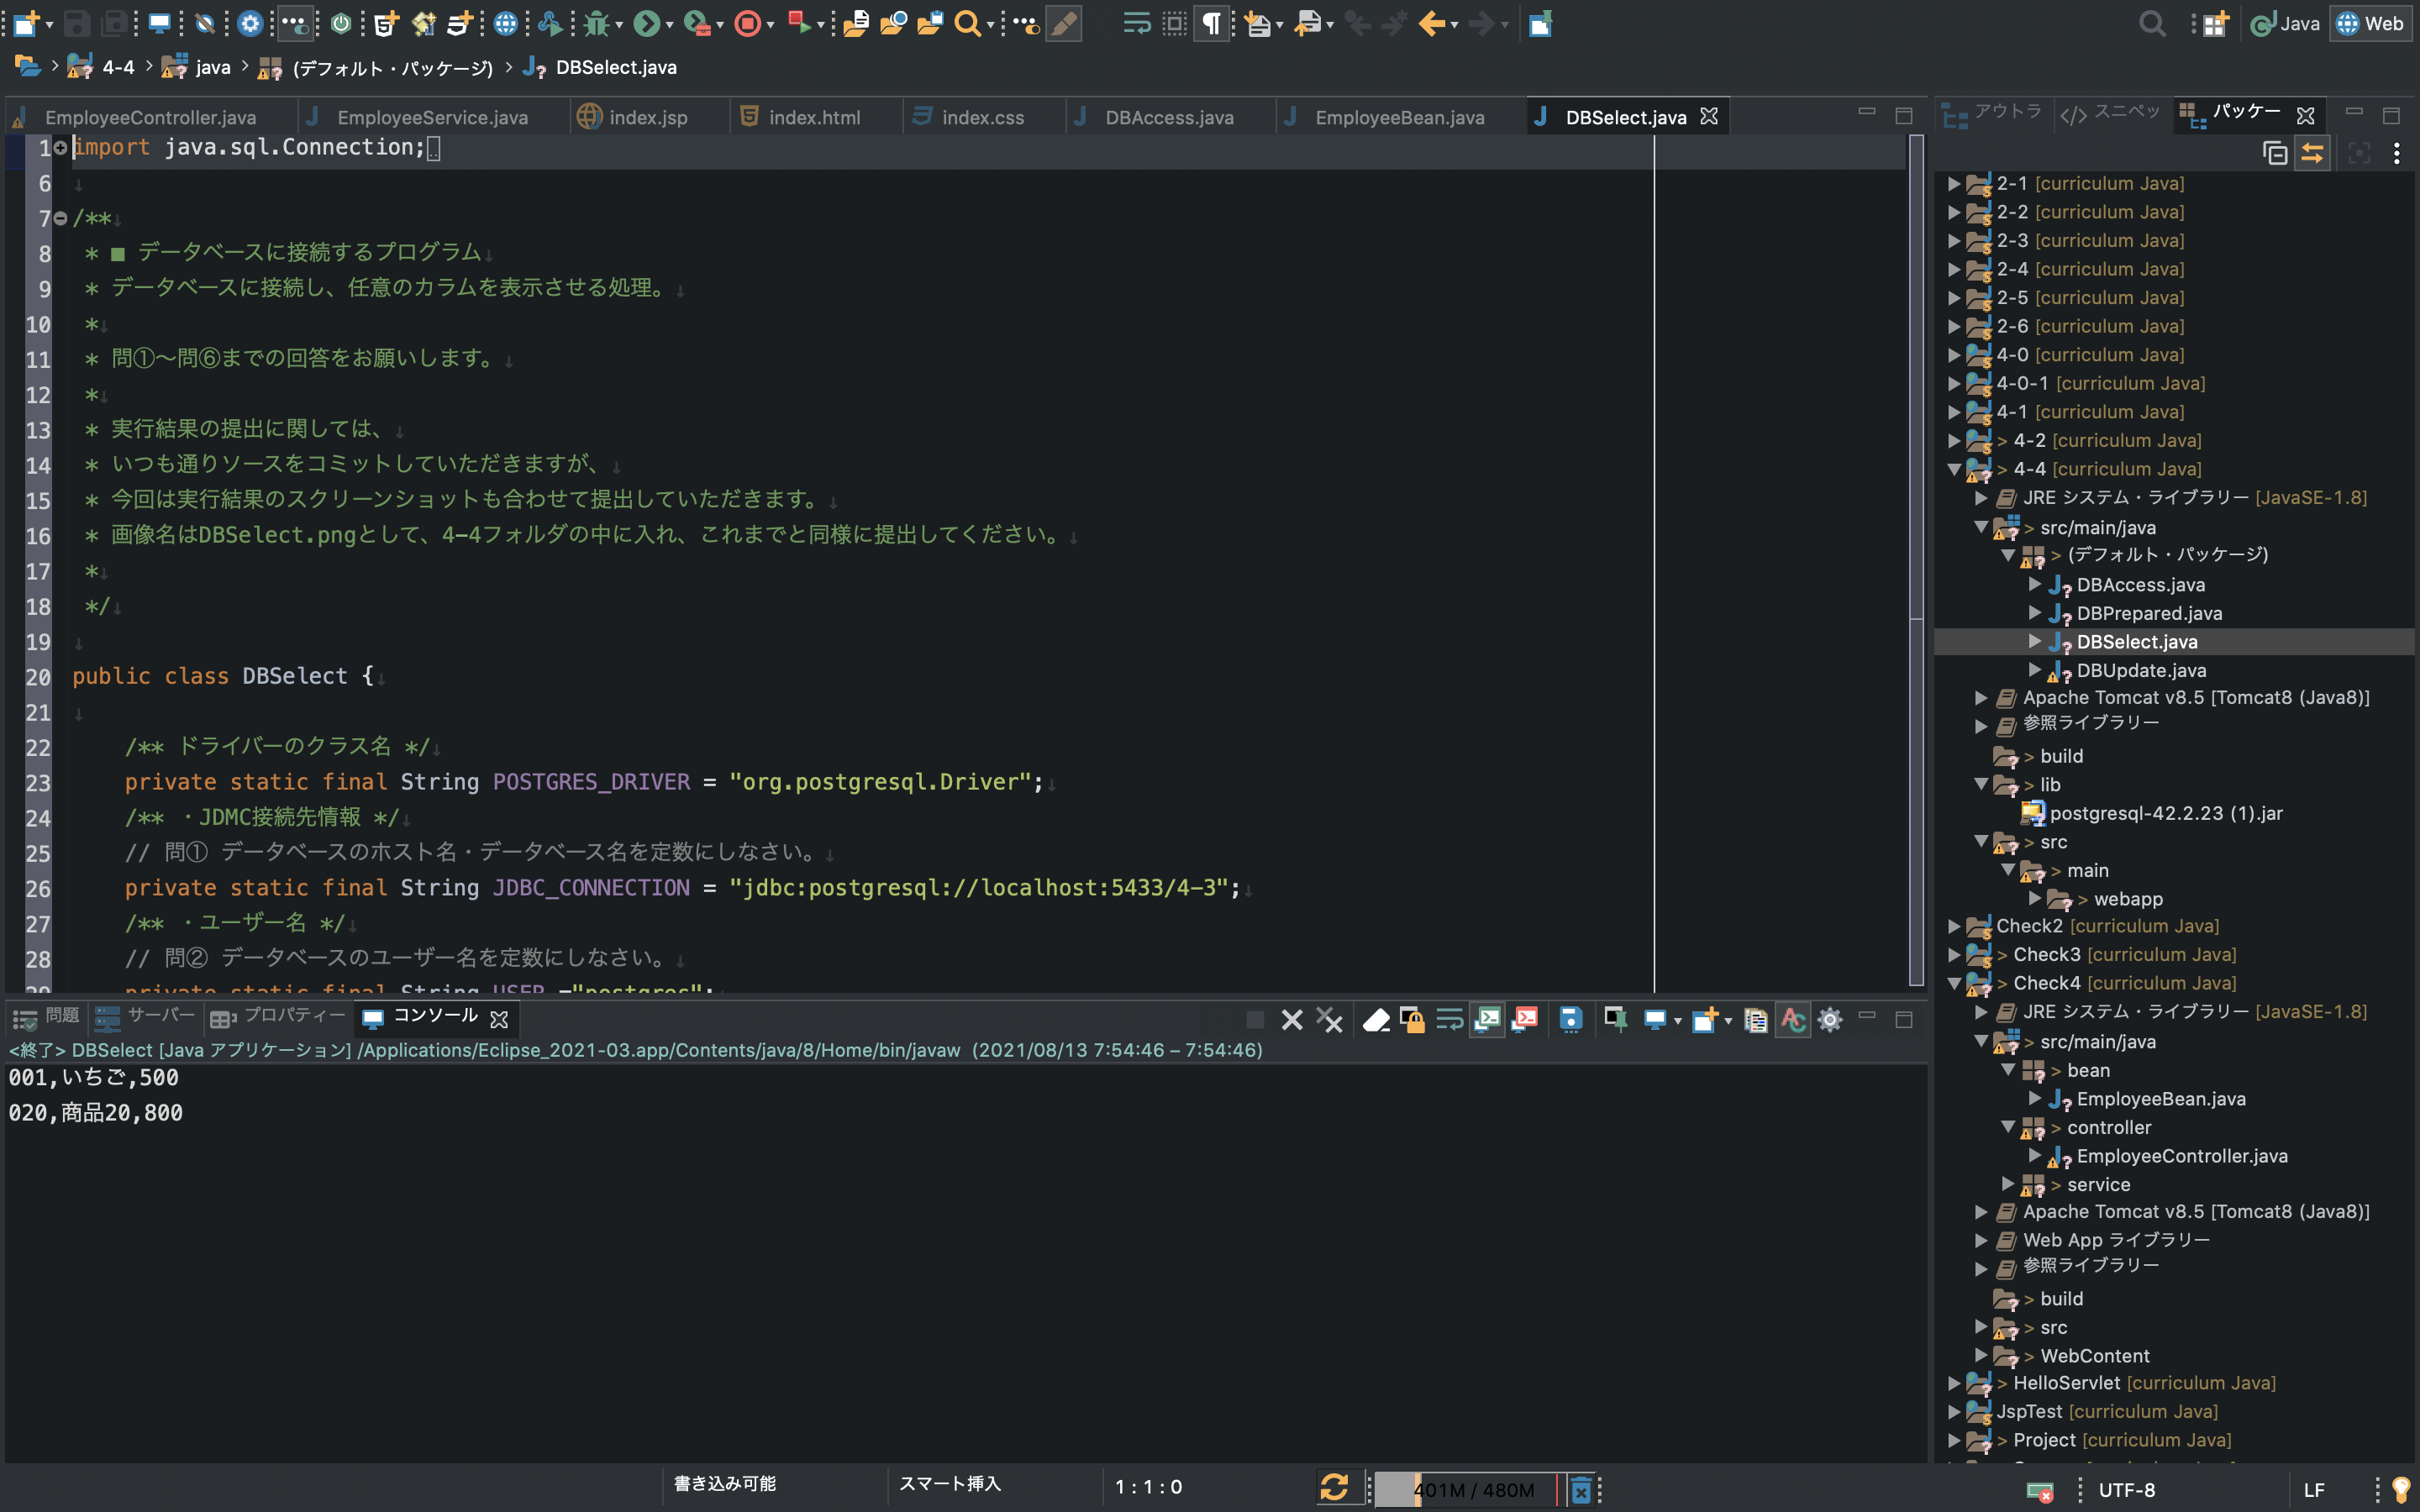 Java
Web
4-4
java
(デフォルト・パッケージ)
DBSelect.java
EmployeeController.java
EmployeeService.java
index.jsp
index.html
index.css
DBAccess.java
EmployeeBean.java
DBSelect.java
アウトラ
スニペッ
パッケー
1 import java.sql.Connection;
6
7 /**
8 * ■ データベースに接続するプログラム
9 * データベースに接続し、任意のカラムを表示させる処理。
10 *
11 * 問①〜問⑥までの回答をお願いします。
12 *
13 * 実行結果の提出に関しては、
14 * いつも通りソースをコミットしていただきますが、
15 * 今回は実行結果のスクリーンショットも合わせて提出していただきます。
16 * 画像名はDBSelect.pngとして、4-4フォルダの中に入れ、これまでと同様に提出してください。
17 *
18 */
19
20 public class DBSelect {
21
22 /** ドライバーのクラス名 */
23 private static final String POSTGRES_DRIVER = "org.postgresql.Driver";
24 /** ・JDMC接続先情報 */
25 // 問① データベースのホスト名・データベース名を定数にしなさい。
26 private static final String JDBC_CONNECTION = "jdbc:postgresql://localhost:5433/4-3";
27 /** ・ユーザー名 */
28 // 問② データベースのユーザー名を定数にしなさい。
29 private static final String USER ="postgres";
2-1 [curriculum Java]
2-2 [curriculum Java]
2-3 [curriculum Java]
2-4 [curriculum Java]
2-5 [curriculum Java]
2-6 [curriculum Java]
4-0 [curriculum Java]
4-0-1 [curriculum Java]
4-1 [curriculum Java]
> 4-2 [curriculum Java]
> 4-4 [curriculum Java]
JRE システム・ライブラリー [JavaSE-1.8]
> src/main/java
> (デフォルト・パッケージ)
DBAccess.java
DBPrepared.java
DBSelect.java
DBUpdate.java
Apache Tomcat v8.5 [Tomcat8 (Java8)]
参照ライブラリー
> build
> lib
postgresql-42.2.23 (1).jar
> src
> main
> webapp
Check2 [curriculum Java]
> Check3 [curriculum Java]
> Check4 [curriculum Java]
JRE システム・ライブラリー [JavaSE-1.8]
> src/main/java
> bean
EmployeeBean.java
> controller
EmployeeController.java
> service
Apache Tomcat v8.5 [Tomcat8 (Java8)]
Web App ライブラリー
参照ライブラリー
> build
> src
> WebContent
> HelloServlet [curriculum Java]
JspTest [curriculum Java]
> Project [curriculum Java]
問題
サーバー
プロパティー
コンソール
<終了> DBSelect [Java アプリケーション] /Applications/Eclipse_2021-03.app/Contents/java/8/Home/bin/javaw (2021/08/13 7:54:46 – 7:54:46)
001,いちご,500
020,商品20,800
書き込み可能
スマート挿入
1 : 1 : 0
401M / 480M
UTF-8
LF